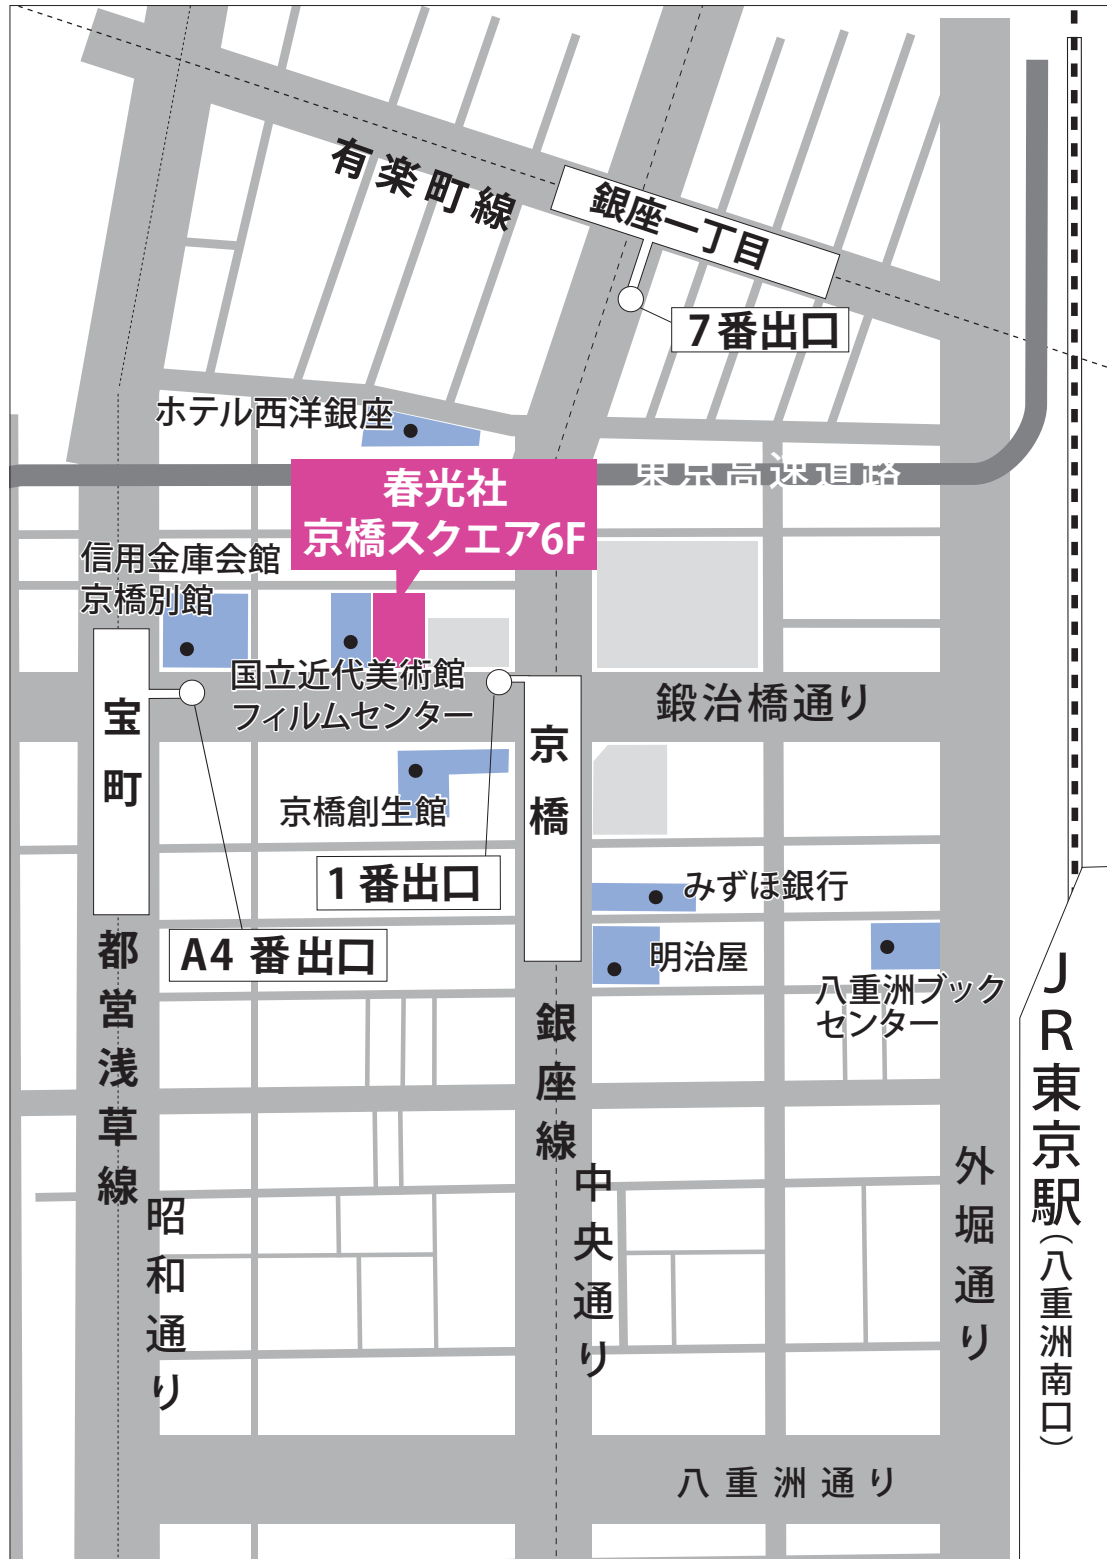 有楽町線
銀座一丁目
7番出口
ホテル西洋銀座
東京高速道路
春光社
京橋スクエア6F
信用金庫会館
京橋別館
国立近代美術館
フィルムセンター
鍛冶橋通り
宝町
京橋
京橋創生館
1番出口
みずほ銀行
A4 番出口
明治屋
八重洲ブック
センター
都営浅草線
銀座線
JR東京駅(八重洲南口)
昭和通り
中央通り
外堀通り
八重洲通り